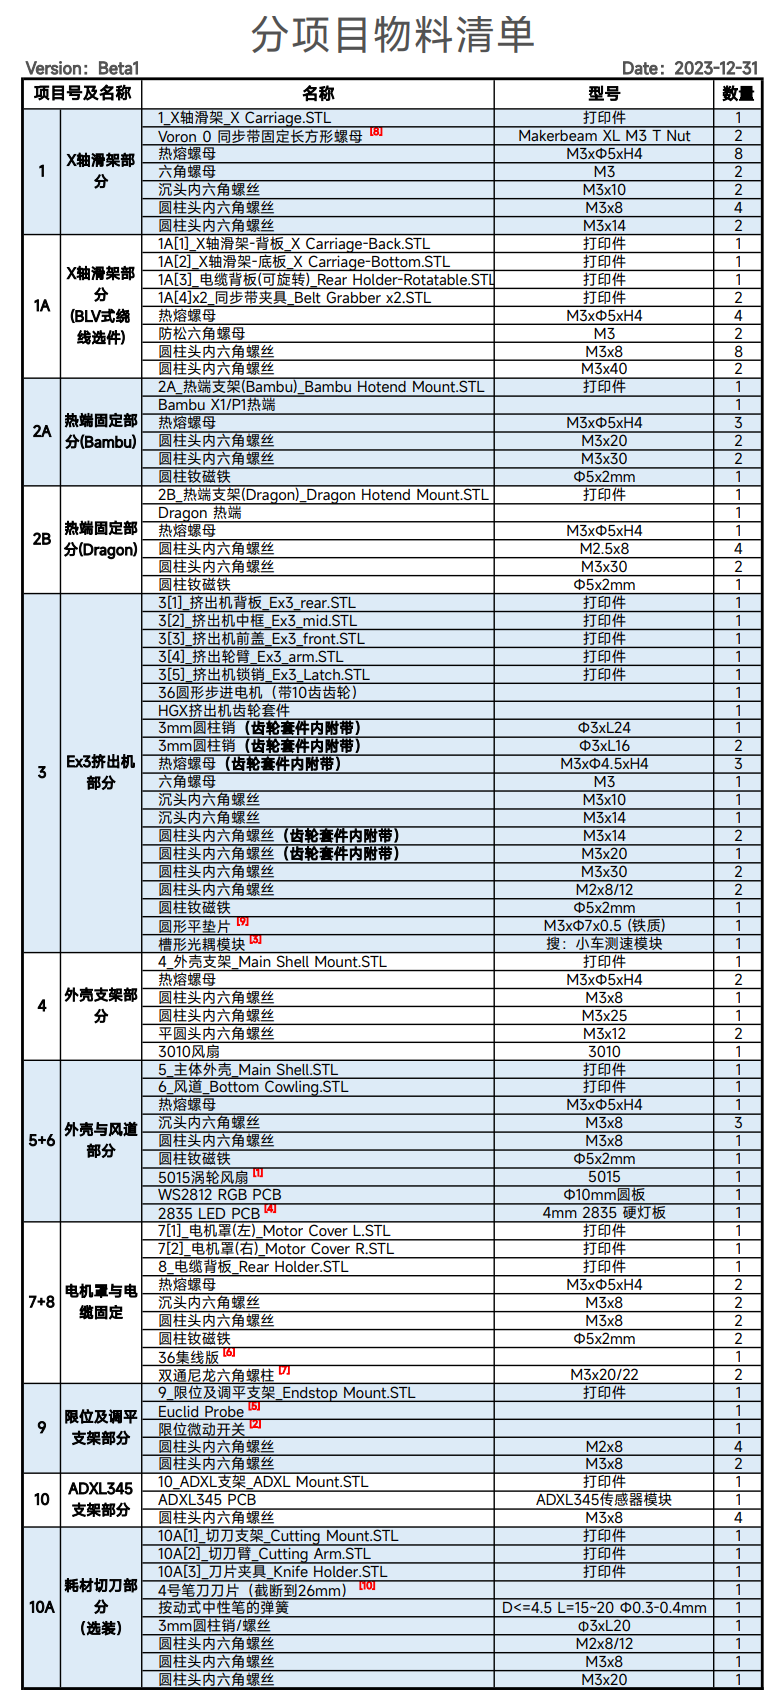 分项目物料清单
Version：Beta1 Date：2023-12-31
项目号及名称 名称 型号 数量
1 X轴滑架部分
1_X轴滑架_X Carriage.STL 打印件 1
Voron 0 同步带固定长方形螺母 [8] Makerbeam XL M3 T Nut 2
热熔螺母 M3xΦ5xH4 8
六角螺母 M3 2
沉头内六角螺丝 M3x10 2
圆柱头内六角螺丝 M3x8 4
圆柱头内六角螺丝 M3x14 2
1A X轴滑架部分(BLV式绕线选件)
1A[1]_X轴滑架-背板_X Carriage-Back.STL 打印件 1
1A[2]_X轴滑架-底板_X Carriage-Bottom.STL 打印件 1
1A[3]_电缆背板(可旋转)_Rear Holder-Rotatable.STL 打印件 1
1A[4]x2_同步带夹具_Belt Grabber x2.STL 打印件 2
热熔螺母 M3xΦ5xH4 4
防松六角螺母 M3 2
圆柱头内六角螺丝 M3x8 8
圆柱头内六角螺丝 M3x40 2
2A 热端固定部分(Bambu)
2A_热端支架(Bambu)_Bambu Hotend Mount.STL 打印件 1
Bambu X1/P1热端 1
热熔螺母 M3xΦ5xH4 3
圆柱头内六角螺丝 M3x20 2
圆柱头内六角螺丝 M3x30 2
圆柱钕磁铁 Φ5x2mm 1
2B 热端固定部分(Dragon)
2B_热端支架(Dragon)_Dragon Hotend Mount.STL 打印件 1
Dragon 热端 1
热熔螺母 M3xΦ5xH4 1
圆柱头内六角螺丝 M2.5x8 4
圆柱头内六角螺丝 M3x30 2
圆柱钕磁铁 Φ5x2mm 1
3 Ex3挤出机部分
3[1]_挤出机背板_Ex3_rear.STL 打印件 1
3[2]_挤出机中框_Ex3_mid.STL 打印件 1
3[3]_挤出机前盖_Ex3_front.STL 打印件 1
3[4]_挤出轮臂_Ex3_arm.STL 打印件 1
3[5]_挤出机锁销_Ex3_Latch.STL 打印件 1
36圆形步进电机（带10齿齿轮） 1
HGX挤出机齿轮套件 1
3mm圆柱销（齿轮套件内附带） Φ3xL24 1
3mm圆柱销（齿轮套件内附带） Φ3xL16 2
热熔螺母（齿轮套件内附带） M3xΦ4.5xH4 3
六角螺母 M3 1
沉头内六角螺丝 M3x10 1
沉头内六角螺丝 M3x14 1
圆柱头内六角螺丝（齿轮套件内附带） M3x14 2
圆柱头内六角螺丝（齿轮套件内附带） M3x20 1
圆柱头内六角螺丝 M3x30 2
圆柱头内六角螺丝 M2x8/12 2
圆柱钕磁铁 Φ5x2mm 1
圆形平垫片 [9] M3xΦ7x0.5 (铁质) 1
槽形光耦模块 [3] 搜：小车测速模块 1
4 外壳支架部分
4_外壳支架_Main Shell Mount.STL 打印件 1
热熔螺母 M3xΦ5xH4 2
圆柱头内六角螺丝 M3x8 1
圆柱头内六角螺丝 M3x25 1
平圆头内六角螺丝 M3x12 2
3010风扇 3010 1
5+6 外壳与风道部分
5_主体外壳_Main Shell.STL 打印件 1
6_风道_Bottom Cowling.STL 打印件 1
热熔螺母 M3xΦ5xH4 1
沉头内六角螺丝 M3x8 3
圆柱头内六角螺丝 M3x8 1
圆柱钕磁铁 Φ5x2mm 1
5015涡轮风扇 [1] 5015 1
WS2812 RGB PCB Φ10mm圆板 1
2835 LED PCB [4] 4mm 2835 硬灯板 1
7+8 电机罩与电缆固定
7[1]_电机罩(左)_Motor Cover L.STL 打印件 1
7[2]_电机罩(右)_Motor Cover R.STL 打印件 1
8_电缆背板_Rear Holder.STL 打印件 1
热熔螺母 M3xΦ5xH4 2
沉头内六角螺丝 M3x8 2
圆柱头内六角螺丝 M3x8 2
圆柱钕磁铁 Φ5x2mm 2
36集线版 [6] 1
双通尼龙六角螺柱 [7] M3x20/22 2
9 限位及调平支架部分
9_限位及调平支架_Endstop Mount.STL 打印件 1
Euclid Probe [5] 1
限位微动开关 [2] 1
圆柱头内六角螺丝 M2x8 4
圆柱头内六角螺丝 M3x8 2
10 ADXL345支架部分
10_ADXL支架_ADXL Mount.STL 打印件 1
ADXL345 PCB ADXL345传感器模块 1
圆柱头内六角螺丝 M3x8 4
10A 耗材切刀部分（选装）
10A[1]_切刀支架_Cutting Mount.STL 打印件 1
10A[2]_切刀臂_Cutting Arm.STL 打印件 1
10A[3]_刀片夹具_Knife Holder.STL 打印件 1
4号笔刀刀片（截断到26mm） [10] 1
按动式中性笔的弹簧 D<=4.5 L=15~20 Φ0.3-0.4mm 1
3mm圆柱销/螺丝 Φ3xL20 1
圆柱头内六角螺丝 M2x8/12 1
圆柱头内六角螺丝 M3x8 1
圆柱头内六角螺丝 M3x20 1